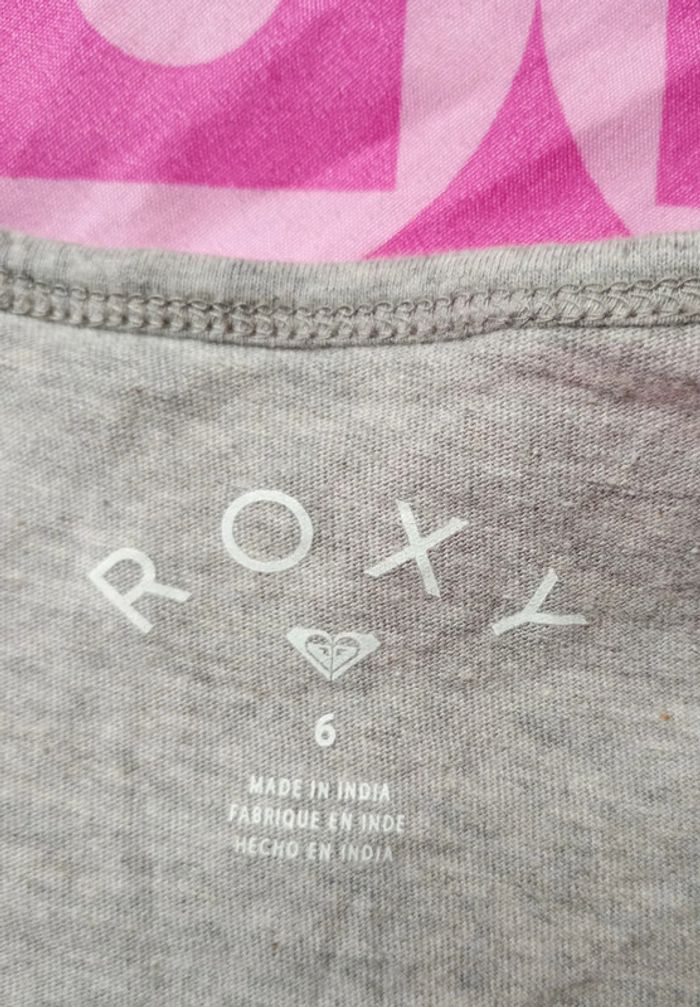 ROXY
6
MADE IN INDIA
FABRIQUE EN INDE
HECHO EN INDIA